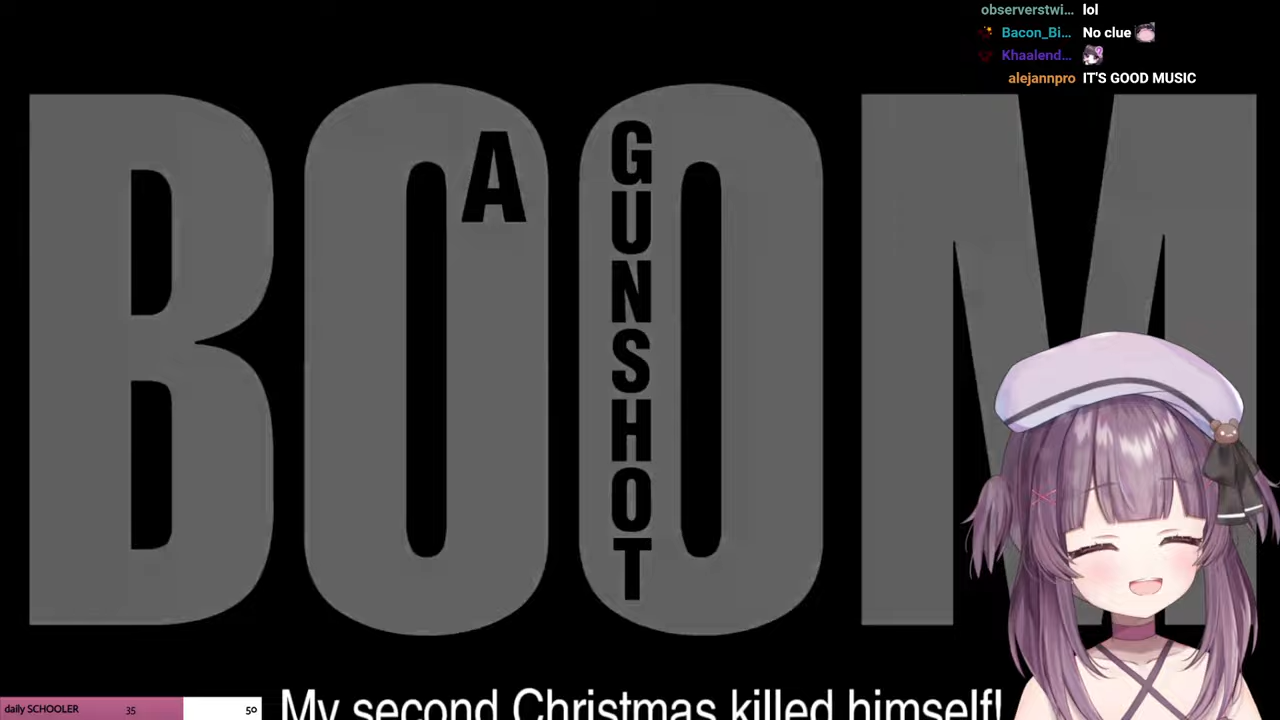 observerstwi... lol
Bacon_Bi... No clue
Khaalend...
alejannpro IT'S GOOD MUSIC
BOOM
A
GUNSHOT
My second Christmas killed himself!
daily SCHOOLER 35 50